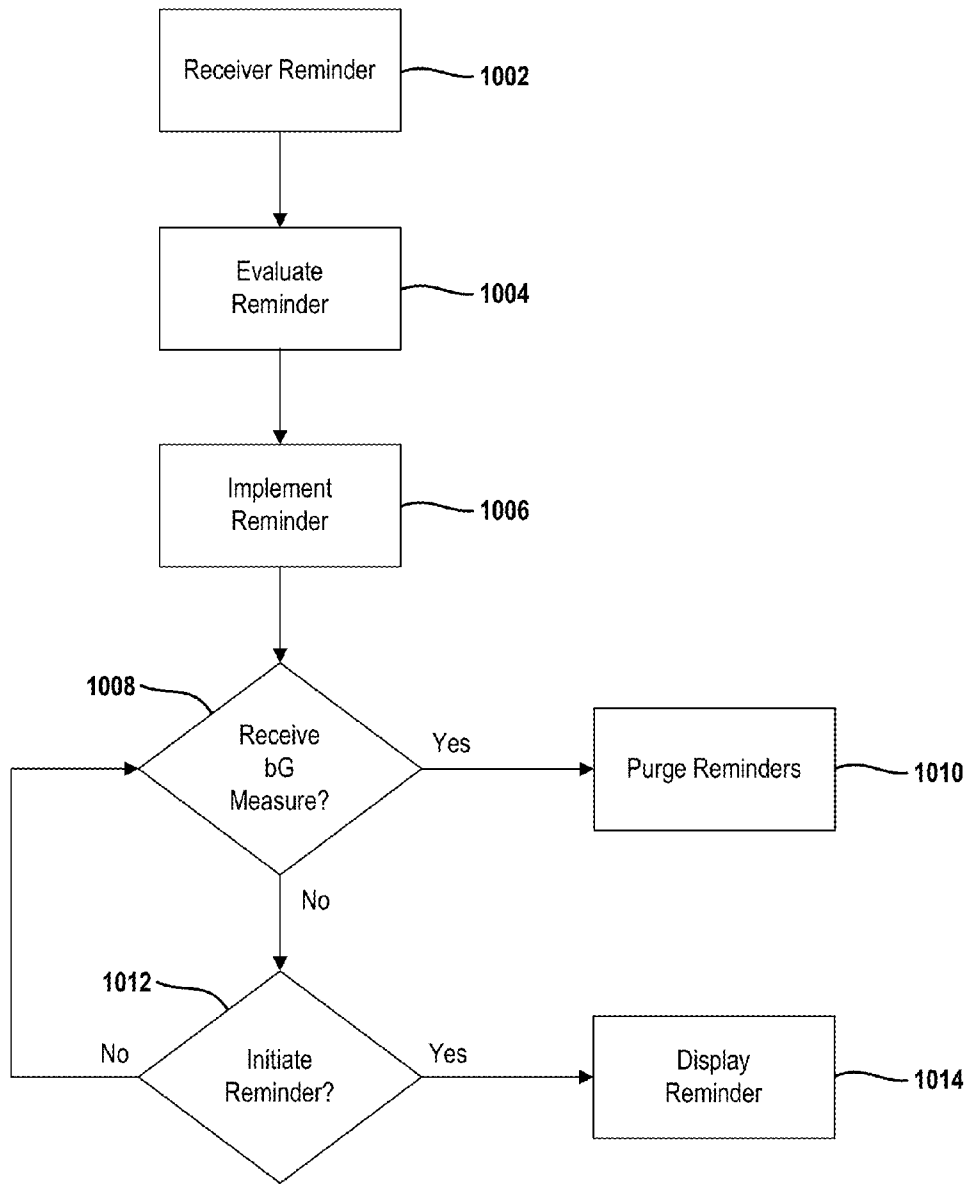 Receiver Reminder
1002
Evaluate
Reminder
1004
Implement
Reminder
1006
1008
Receive
bG
Measure?
Yes
Purge Reminders
1010
No
1012
No
Initiate
Reminder?
Yes
Display
Reminder
1014